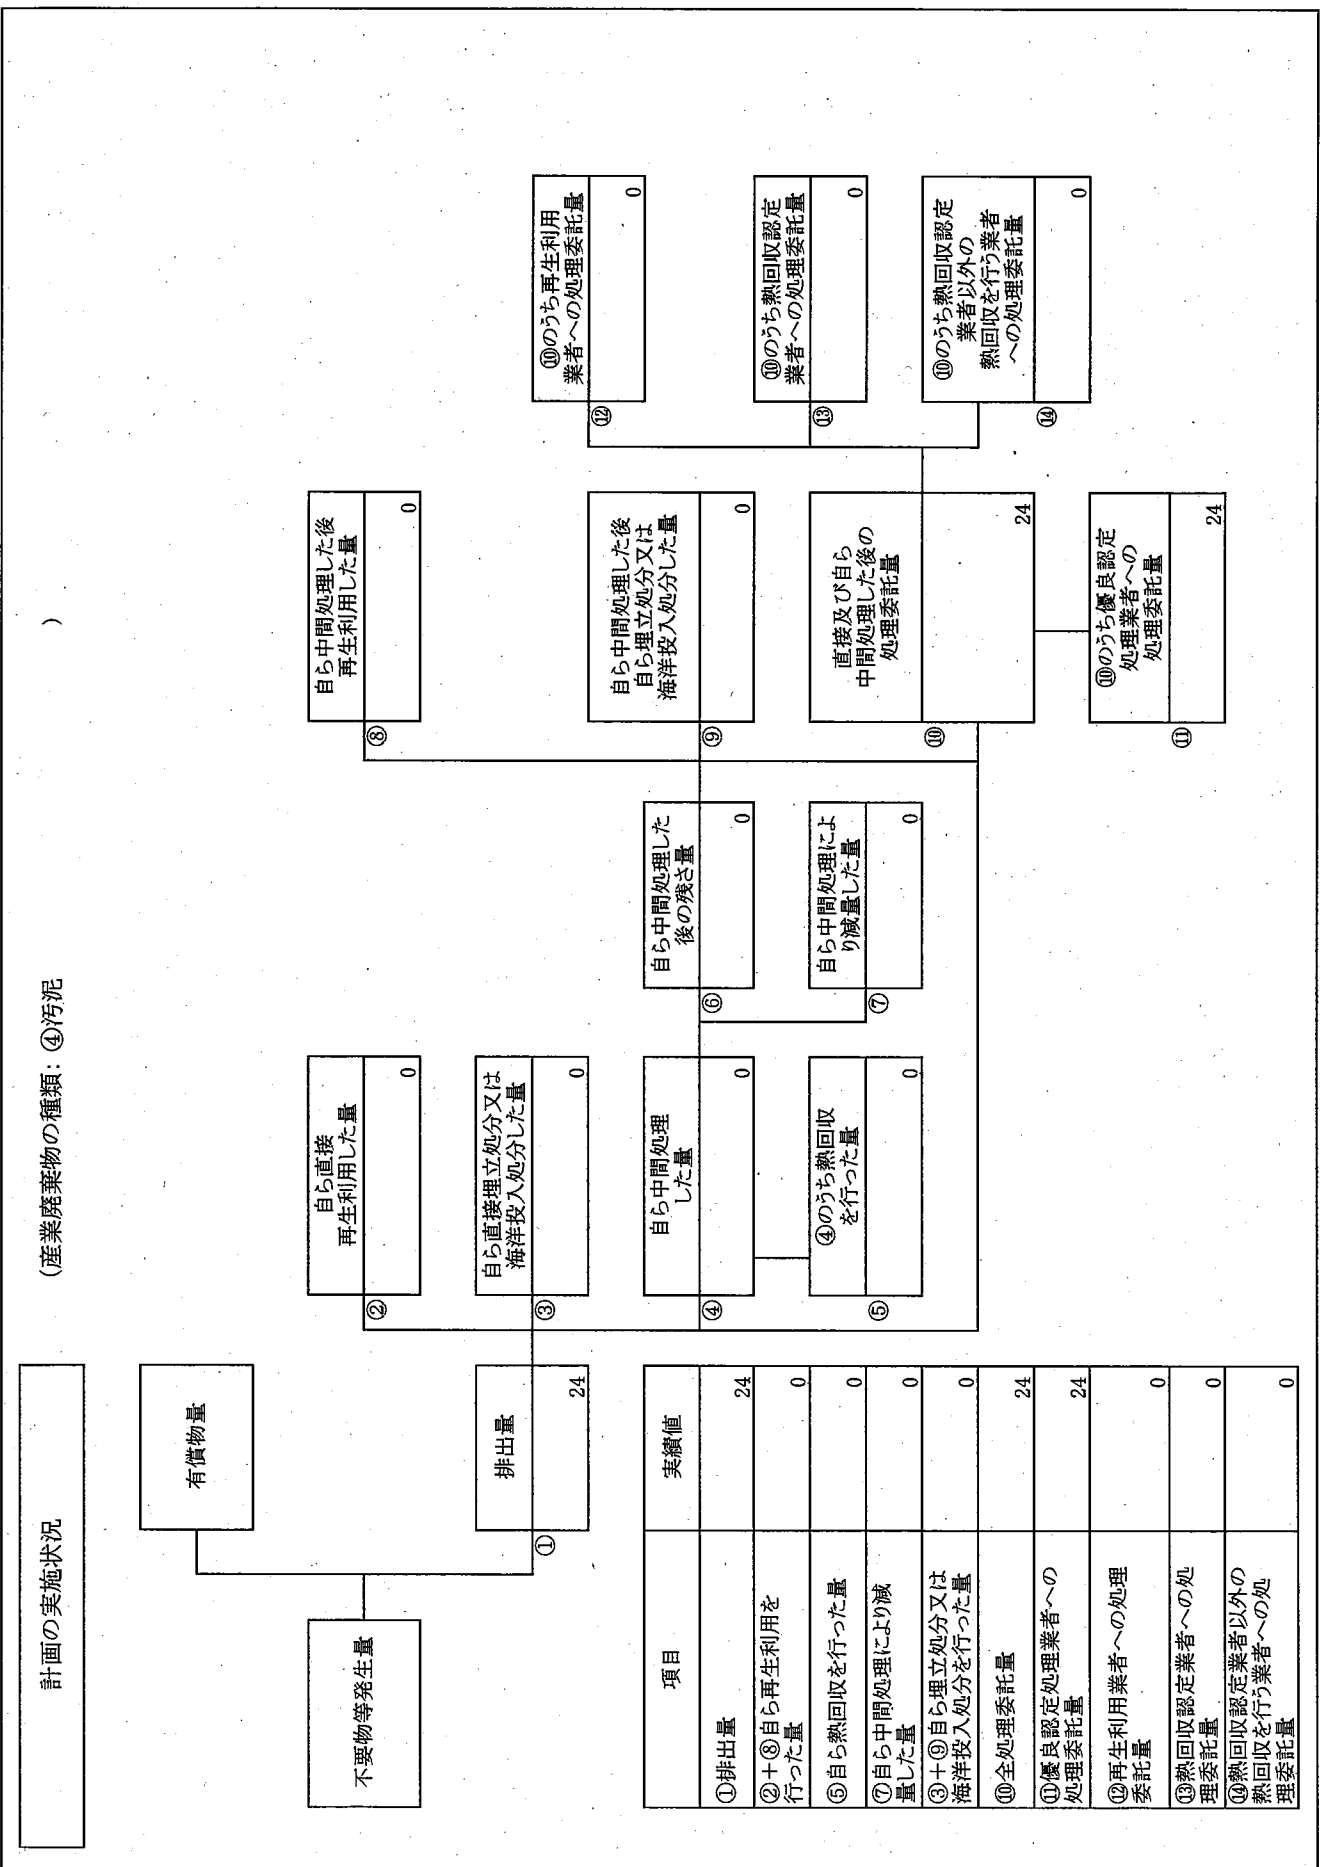 計画の実施状況
(産業廃棄物の種類：④汚泥
)
不要物等発生量
有償物量
①
排出量
24
②
自ら直接
再生利用した量
0
③
自ら直接埋立処分又は
海洋投入処分した量
0
④
自ら中間処理
した量
0
⑤
④のうち熱回収
を行った量
0
⑥
自ら中間処理した
後の残さ量
0
⑦
自ら中間処理によ
り減量した量
0
⑧
自ら中間処理した後
再生利用した量
0
⑨
自ら中間処理した後
自ら埋立処分又は
海洋投入処分した量
0
⑩
直接及び自ら
中間処理した後の
処理委託量
24
⑪
⑩のうち優良認定
処理業者への
処理委託量
24
⑫
⑩のうち再生利用
業者への処理委託量
0
⑬
⑩のうち熱回収認定
業者への処理委託量
0
⑭
⑩のうち熱回収認定
業者以外の
熱回収を行う業者
への処理委託量
0
項目 実績値
①排出量 24
②+⑧自ら再生利用を
行った量 0
⑤自ら熱回収を行った量 0
⑦自ら中間処理により減
量した量 0
③+⑨自ら埋立処分又は
海洋投入処分を行った量 0
⑩全処理委託量 24
⑪優良認定処理業者への
処理委託量 24
⑫再生利用業者への処理
委託量 0
⑬熱回収認定業者への処
理委託量 0
⑭熱回収認定業者以外の
熱回収を行う業者への処
理委託量 0